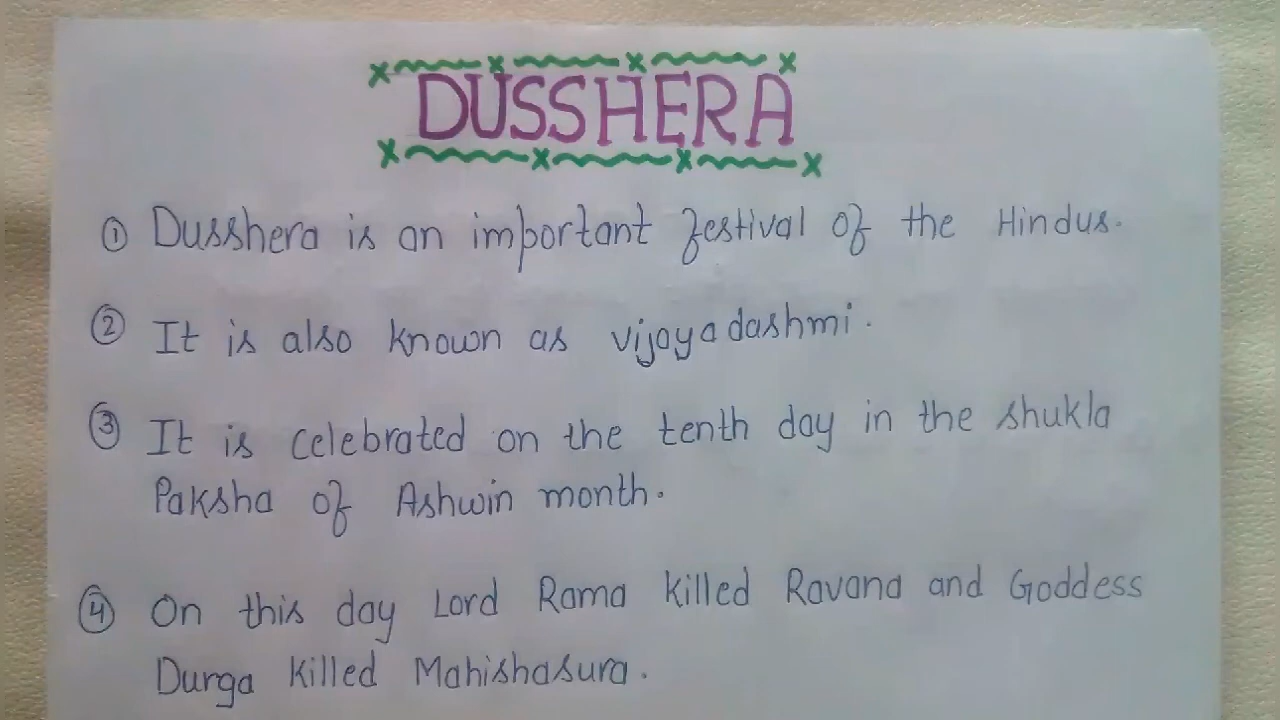 DUSSHERA
① Dusshera is an important festival of the Hindus.
② It is also known as vijayadashmi.
③ It is celebrated on the tenth day in the shukla
Paksha of Ashwin month.
④ On this day Lord Rama killed Ravana and Goddess
Durga killed Mahishasura.